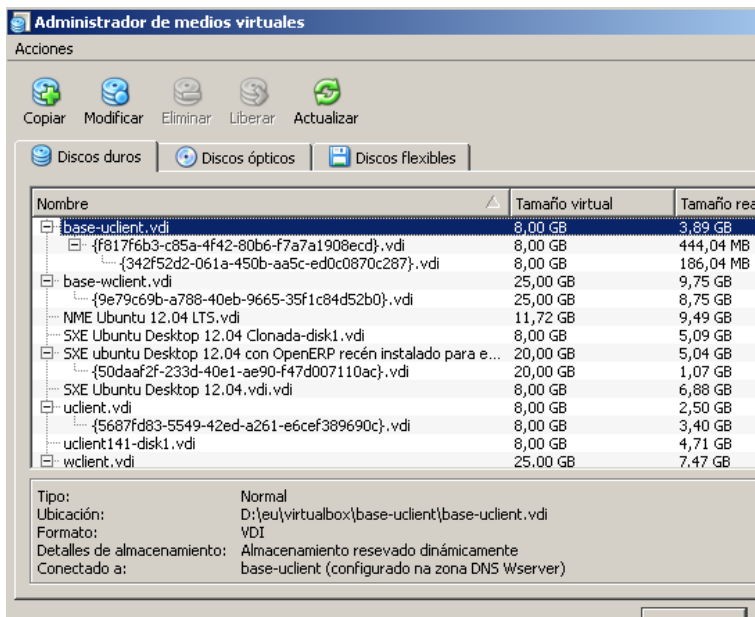 Administrador de medios virtuales
Acciones
Copiar Modificar Eliminar Liberar Actualizar
Discos duros Discos ópticos Discos flexibles
Nombre Tamaño virtual Tamaño rea
base-uclient.vdi 8,00 GB 3,89 GB
{f817f6b3-c85a-4f42-80b6-f7a7a1908ecd}.vdi 8,00 GB 444,04 MB
{342f52d2-061a-450b-aa5c-ed0c0870c287}.vdi 8,00 GB 186,04 MB
base-wclient.vdi 25,00 GB 9,75 GB
{9e79c69b-a788-40eb-9665-35f1c84d52b0}.vdi 25,00 GB 8,75 GB
NME Ubuntu 12.04 LTS.vdi 11,72 GB 9,49 GB
SXE Ubuntu Desktop 12.04 Clonada-disk1.vdi 8,00 GB 5,09 GB
SXE ubuntu Desktop 12.04 con OpenERP recén instalado para e... 20,00 GB 5,04 GB
{50daaf2f-233d-40e1-ae90-f47d007110ac}.vdi 20,00 GB 1,07 GB
SXE Ubuntu Desktop 12.04.vdi.vdi 8,00 GB 6,88 GB
uclient.vdi 8,00 GB 2,50 GB
{5687fd83-5549-42ed-a261-e6cef389690c}.vdi 8,00 GB 3,40 GB
uclient141-disk1.vdi 8,00 GB 4,71 GB
wclient.vdi 25,00 GB 7,47 GB
Tipo: Normal
Ubicación: D:\eu\virtualbox\base-uclient\base-uclient.vdi
Formato: VDI
Detalles de almacenamiento: Almacenamiento resevado dinámicamente
Conectado a: base-uclient (configurado na zona DNS Wserver)